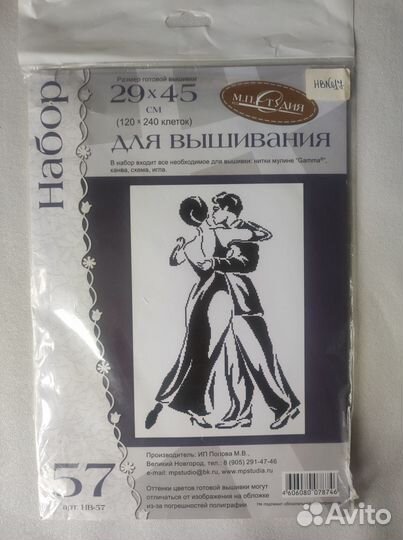 Набор
Размер готовой вышивки
29 x 45
см
(120 x 240 клеток)
М.П.СТУДИЯ
для вышивания
В набор входит все необходимое для вышивки: нитки мулине "Gamma®",
канва, схема, игла.
57
арт. НВ-57
Производитель: ИП Попова М.В.,
Великий Новгород, тел. 8 (905) 291-47-46
e-mail: mpstudio@bk.ru, www.mpstudia.ru
Оттенки цветов готовой вышивки могут
отличаться от изображения на обложке
из-за погрешностей полиграфии
4 606080 078746
Не подлежит обязательной
Avito